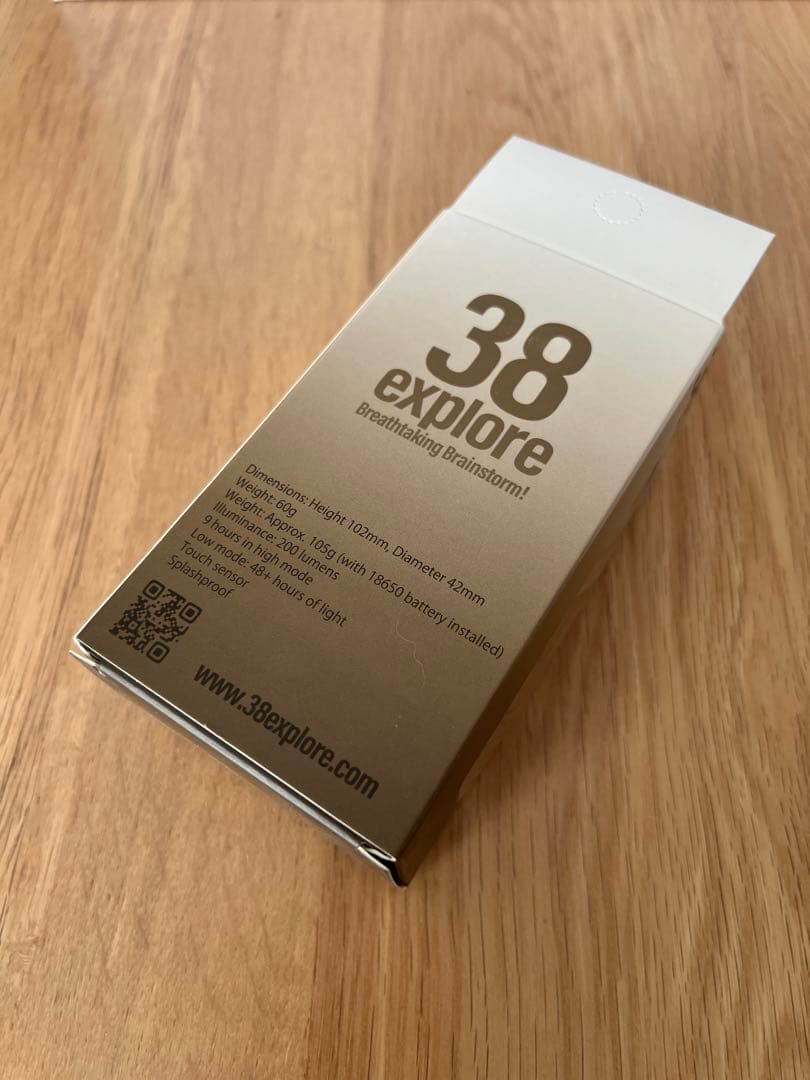 38
explore
Breathtaking Brainstorm!
Dimensions: Height 102mm, Diameter 42mm
Weight: 60g
Weight: Approx. 105g (with 18650 battery installed)
Illuminance: 200 lumens
9 hours in high mode
Low mode: 48+ hours of light
Touch sensor
Splashproof
www.38explore.com